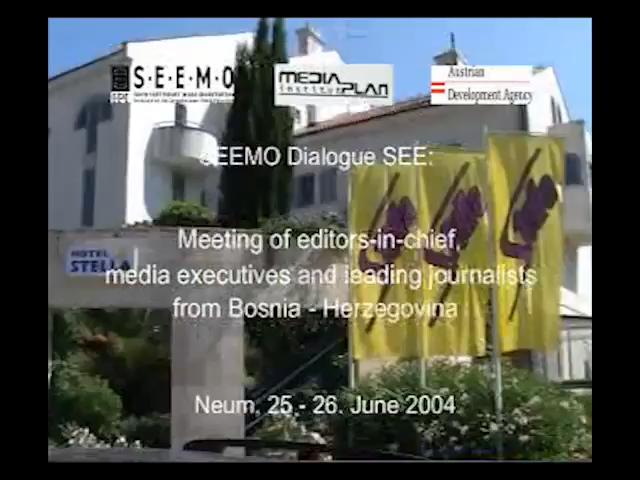 S·E·E·M·O
MEDIA
institut PLAN
Austrian
Development Agency
SEEMO Dialogue SEE:
Meeting of editors-in-chief,
HOTEL
STELLA
media executives and leading journalists
from Bosnia - Herzegovina
Neum, 25 - 26. June 2004